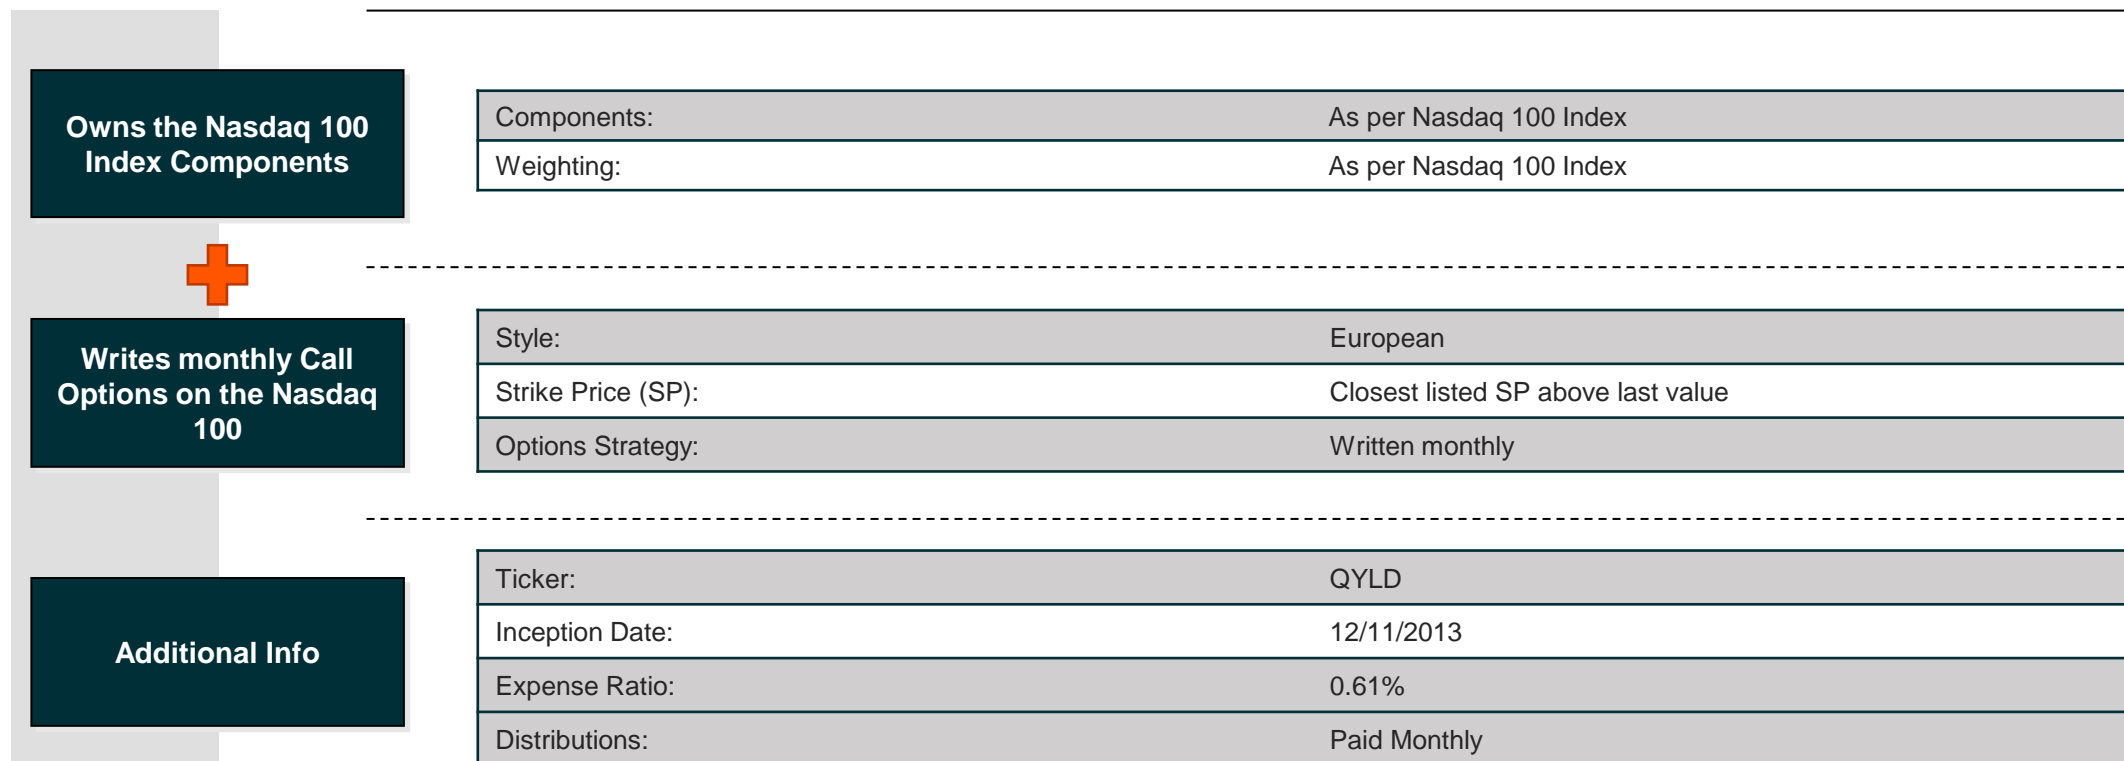 Owns the Nasdaq 100
Index Components
Components: As per Nasdaq 100 Index
Weighting: As per Nasdaq 100 Index
Writes monthly Call
Options on the Nasdaq
100
Style: European
Strike Price (SP): Closest listed SP above last value
Options Strategy: Written monthly
Additional Info
Ticker: QYLD
Inception Date: 12/11/2013
Expense Ratio: 0.61%
Distributions: Paid Monthly